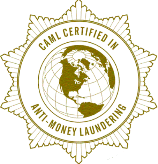 CAML CERTIFIED IN
ANTI-MONEY LAUNDERING